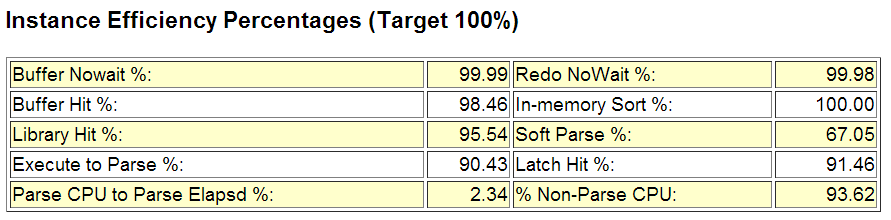 Instance Efficiency Percentages (Target 100%)
Buffer Nowait %: 99.99 Redo NoWait %: 99.98
Buffer Hit %: 98.46 In-memory Sort %: 100.00
Library Hit %: 95.54 Soft Parse %: 67.05
Execute to Parse %: 90.43 Latch Hit %: 91.46
Parse CPU to Parse Elapsd %: 2.34 % Non-Parse CPU: 93.62